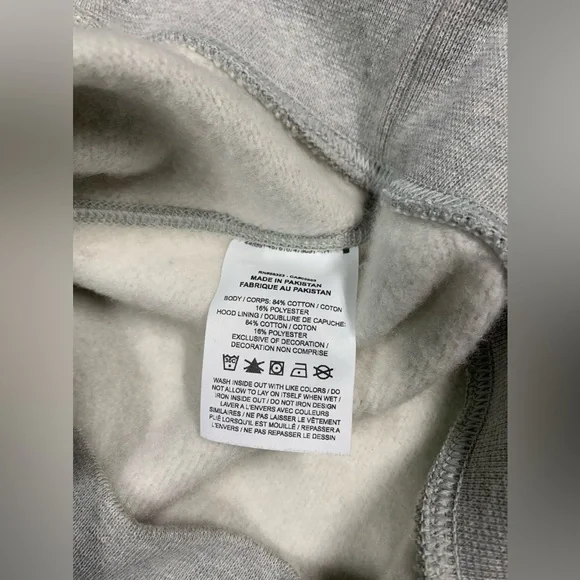 MADE IN PAKISTAN
FABRIQUE AU PAKISTAN
BODY / CORPS: 84% COTTON / COTON
16% POLYESTER
HOOD LINING / DOUBLURE DE CAPUCHE:
84% COTTON / COTON
16% POLYESTER
EXCLUSIVE OF DECORATION /
DECORATION NON COMPRISE
WASH INSIDE OUT WITH LIKE COLORS / DO
NOT ALLOW TO LAY ON ITSELF WHEN WET /
IRON INSIDE OUT / DO NOT IRON DESIGN
LAVER A L'ENVERS AVEC COULEURS
SIMILAIRES / NE PAS LAISSER LE VÊTEMENT
PLIÉ LORSQU'IL EST MOUILLÉ / REPASSER A
L'ENVERS / NE PAS REPASSER LE DESSIN